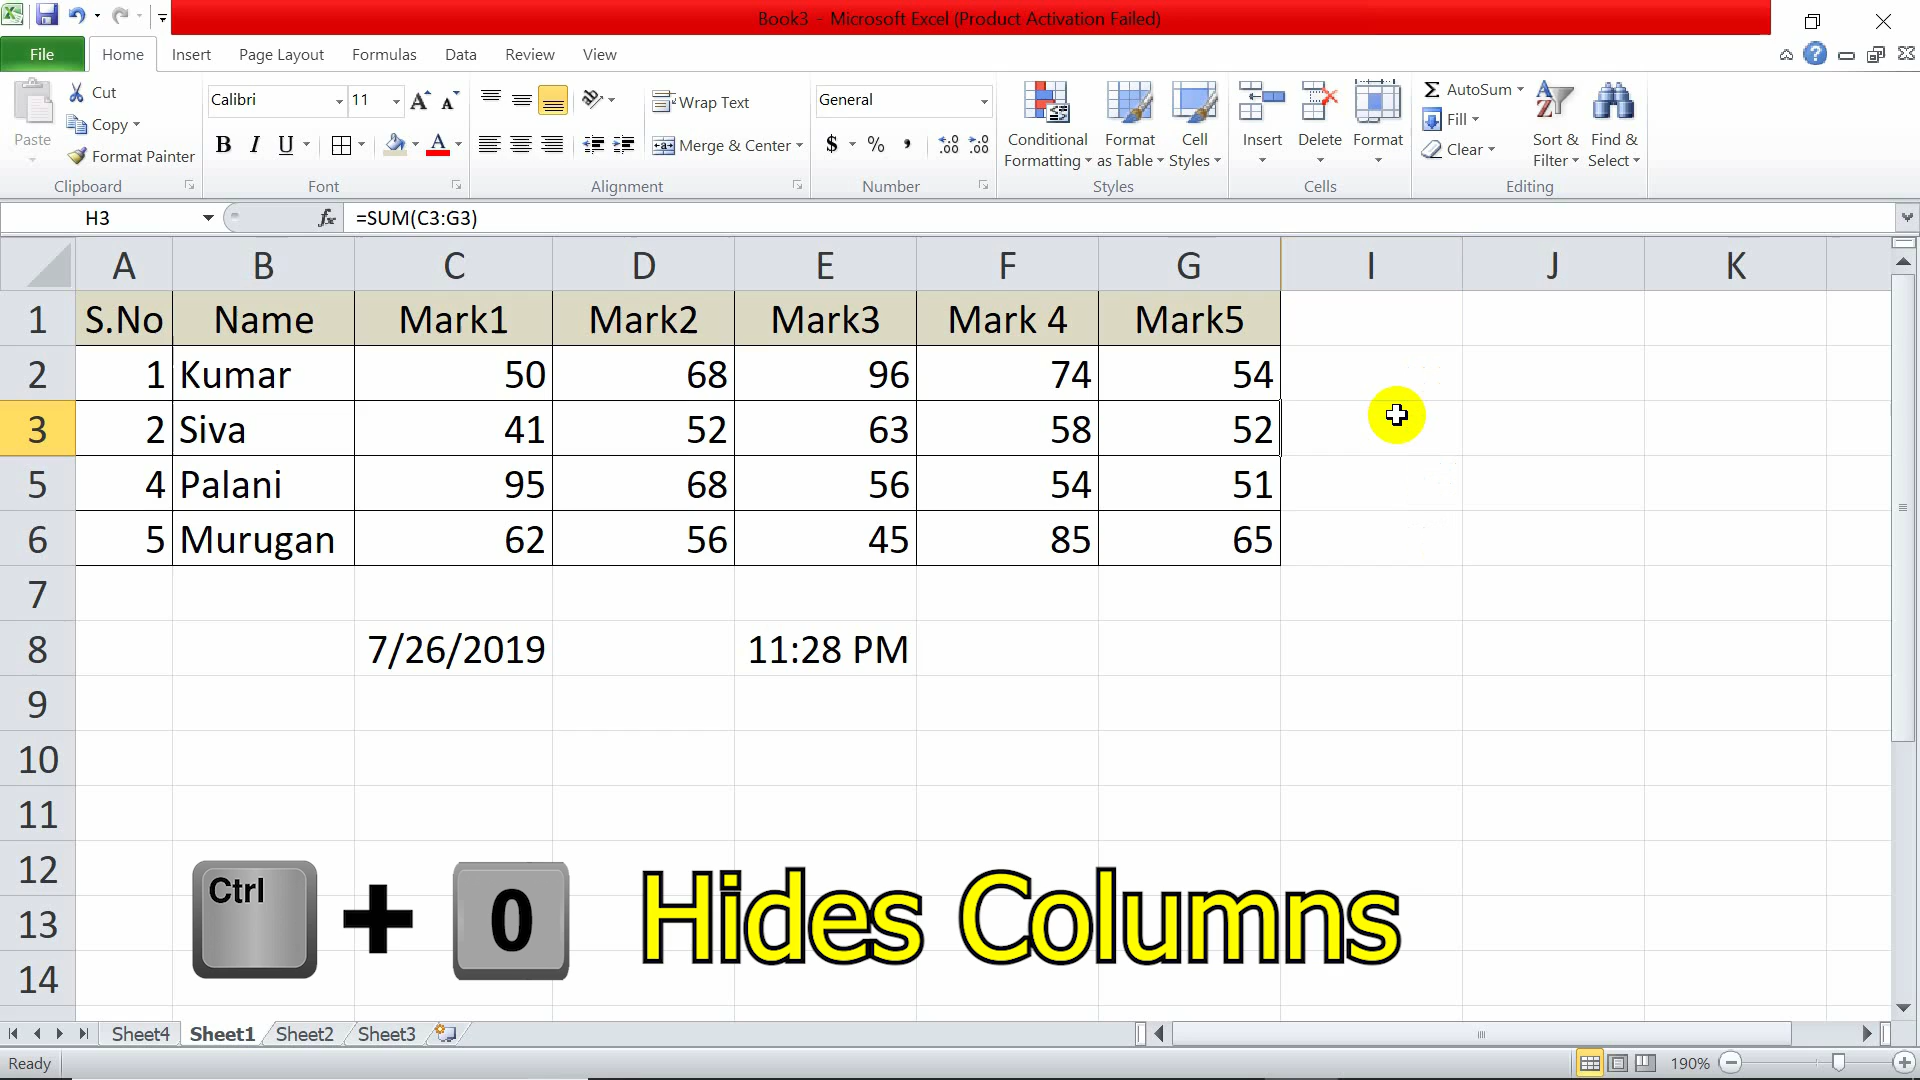 Book3 - Microsoft Excel (Product Activation Failed)
File Home Insert Page Layout Formulas Data Review View
Paste
Cut
Copy
Format Painter
Clipboard
Calibri 11
B I U
Font
Wrap Text
Merge & Center
Alignment
General
$ % ,
Number
Conditional Formatting
Format as Table
Cell Styles
Styles
Insert Delete Format
Cells
AutoSum
Fill
Clear
Sort & Filter
Find & Select
Editing
H3 fx =SUM(C3:G3)
A B C D E F G I J K
1 S.No Name Mark1 Mark2 Mark3 Mark 4 Mark5
2 1 Kumar 50 68 96 74 54
3 2 Siva 41 52 63 58 52
5 4 Palani 95 68 56 54 51
6 5 Murugan 62 56 45 85 65
7
8 7/26/2019 11:28 PM
9
10
11
12
13
14
Ctrl + 0 Hides Columns
Sheet4 Sheet1 Sheet2 Sheet3
Ready 190%